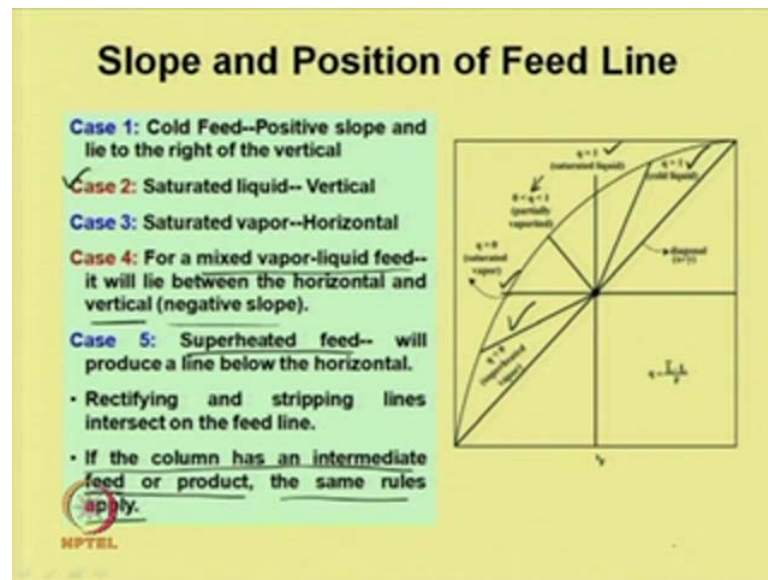 Slope and Position of Feed Line
Case 1: Cold Feed--Positive slope and
lie to the right of the vertical
Case 2: Saturated liquid-- Vertical
Case 3: Saturated vapor--Horizontal
Case 4: For a mixed vapor-liquid feed--
it will lie between the horizontal and
vertical (negative slope).
Case 5: Superheated feed-- will
produce a line below the horizontal.
• Rectifying and stripping lines
intersect on the feed line.
• If the column has an intermediate
feed or product, the same rules
apply.
NPTEL
q = 1
(saturated liquid)
(cold liquid)
0 < q < 1
(partially
vaporized)
q = 0
(saturated
vapor)
diagonal
(superheated
vapor)